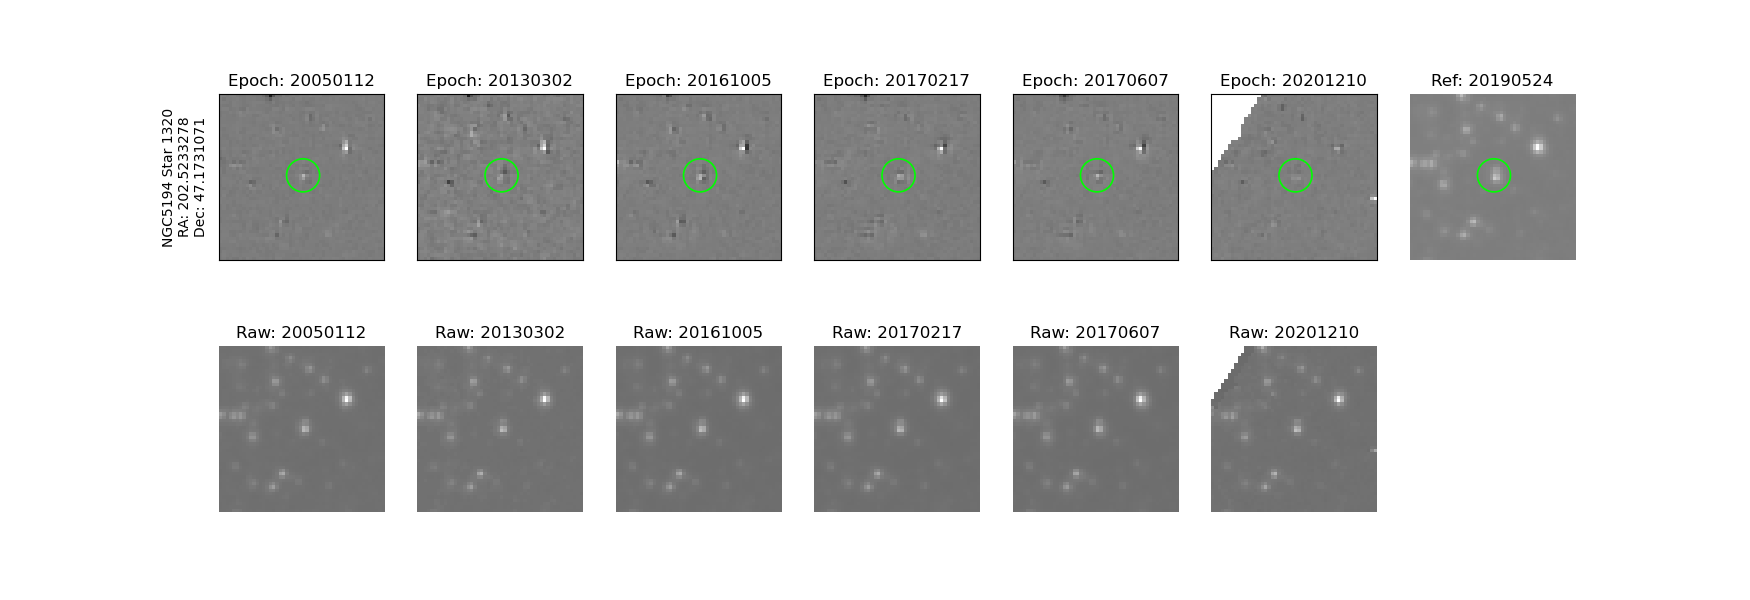 NGC5194 Star 1320
RA: 202.5233278
Dec: 47.1731071
Epoch: 20050112
Epoch: 20130302
Epoch: 20161005
Epoch: 20170217
Epoch: 20170607
Epoch: 20201210
Ref: 20190524
Raw: 20050112
Raw: 20130302
Raw: 20161005
Raw: 20170217
Raw: 20170607
Raw: 20201210